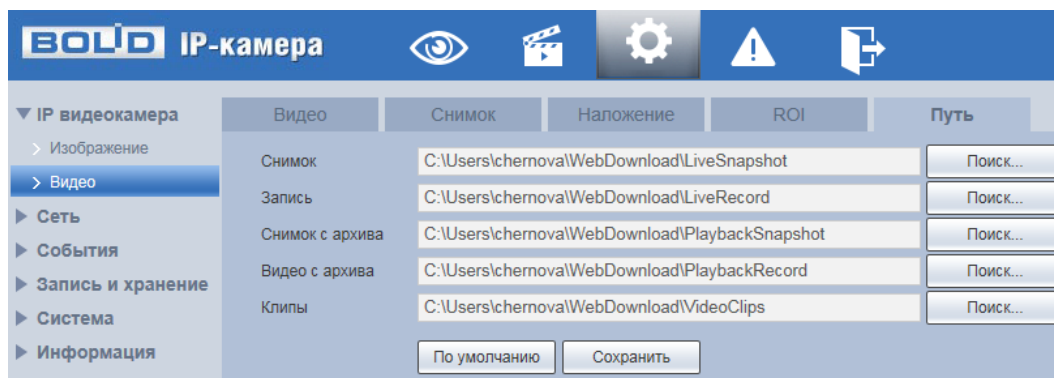 BOLID IP-камера
IP видеокамера
Изображение
Видео
Сеть
События
Запись и хранение
Система
Информация
Видео Снимок Наложение ROI Путь
Снимок C:\Users\chernova\WebDownload\LiveSnapshot Поиск...
Запись C:\Users\chernova\WebDownload\LiveRecord Поиск...
Снимок с архива C:\Users\chernova\WebDownload\PlaybackSnapshot Поиск...
Видео с архива C:\Users\chernova\WebDownload\PlaybackRecord Поиск...
Клипы C:\Users\chernova\WebDownload\VideoClips Поиск...
По умолчанию Сохранить